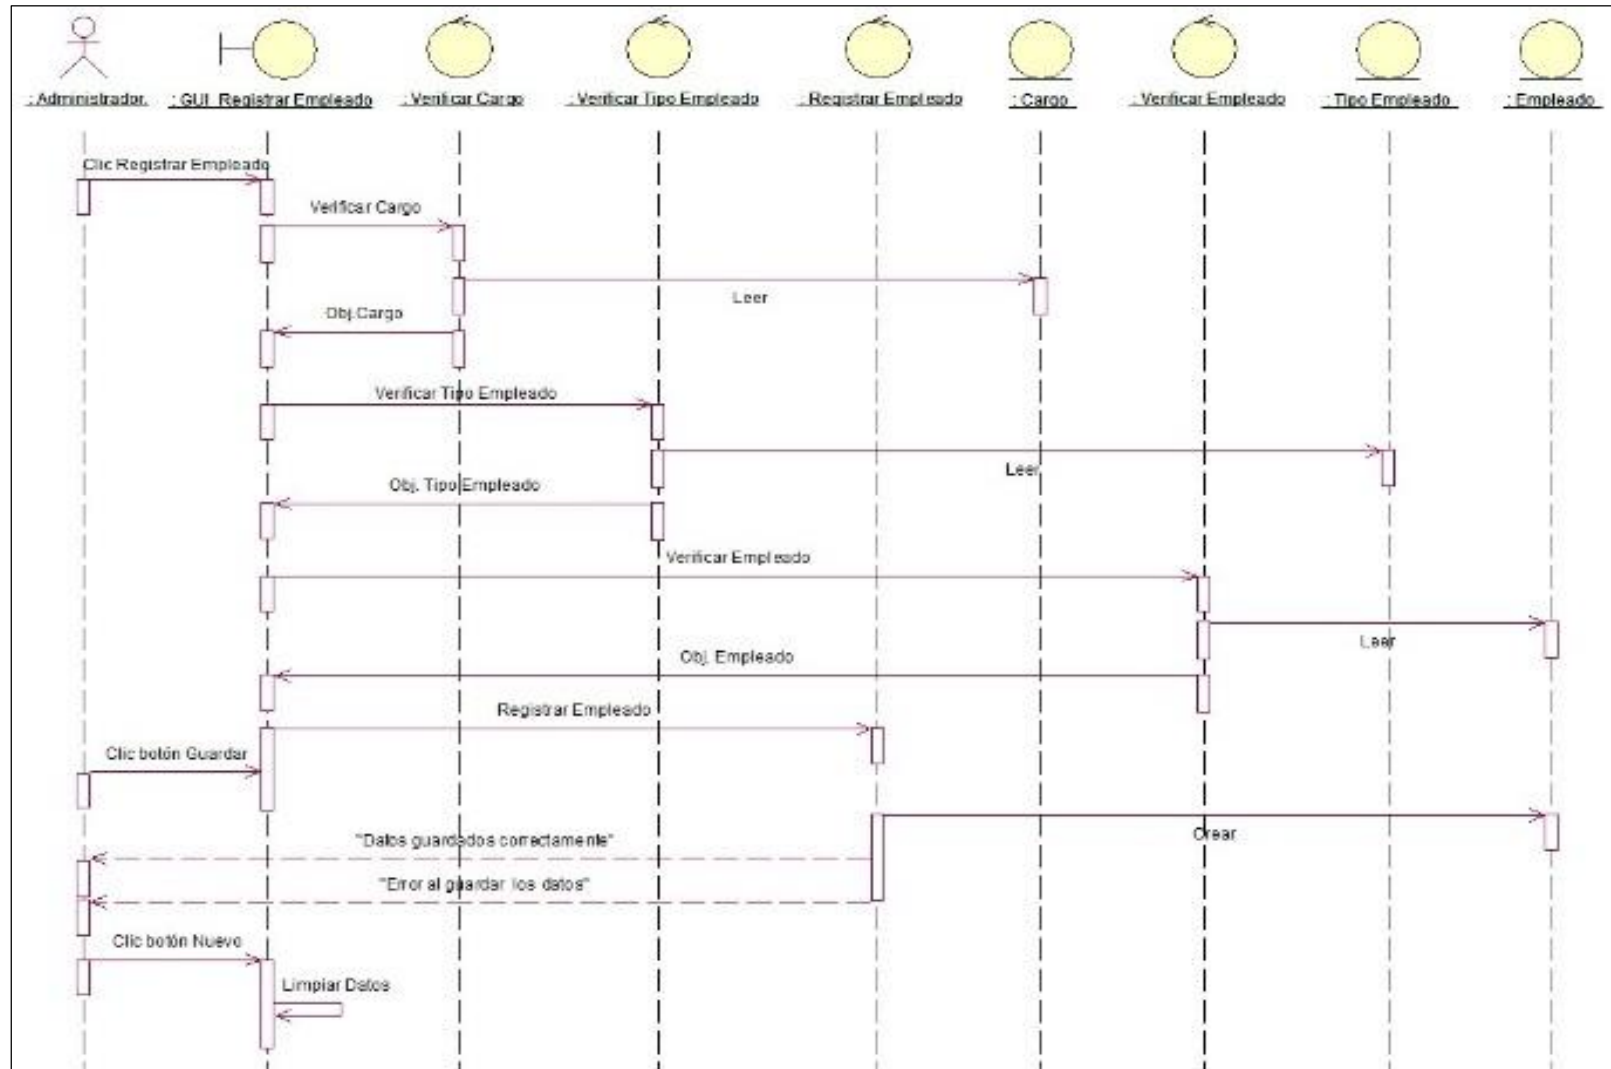 : Administrador.
: GUI_Registrar Empleado
: Verificar Cargo
: Verificar Tipo Empleado
: Registrar Empleado
: Cargo
: Verificar Empleado
: Tipo Empleado
: Empleado
Clic Registrar Empleado
Verificar Cargo
Leer
Obj.Cargo
Verificar Tipo Empleado
Leer
Obj. Tipo Empleado
Verificar Empleado
Leer
Obj. Empleado
Registrar Empleado
Clic botón Guardar
Crear
"Datos guardados correctamente"
"Error al guardar los datos"
Clic botón Nuevo
Limpiar Datos